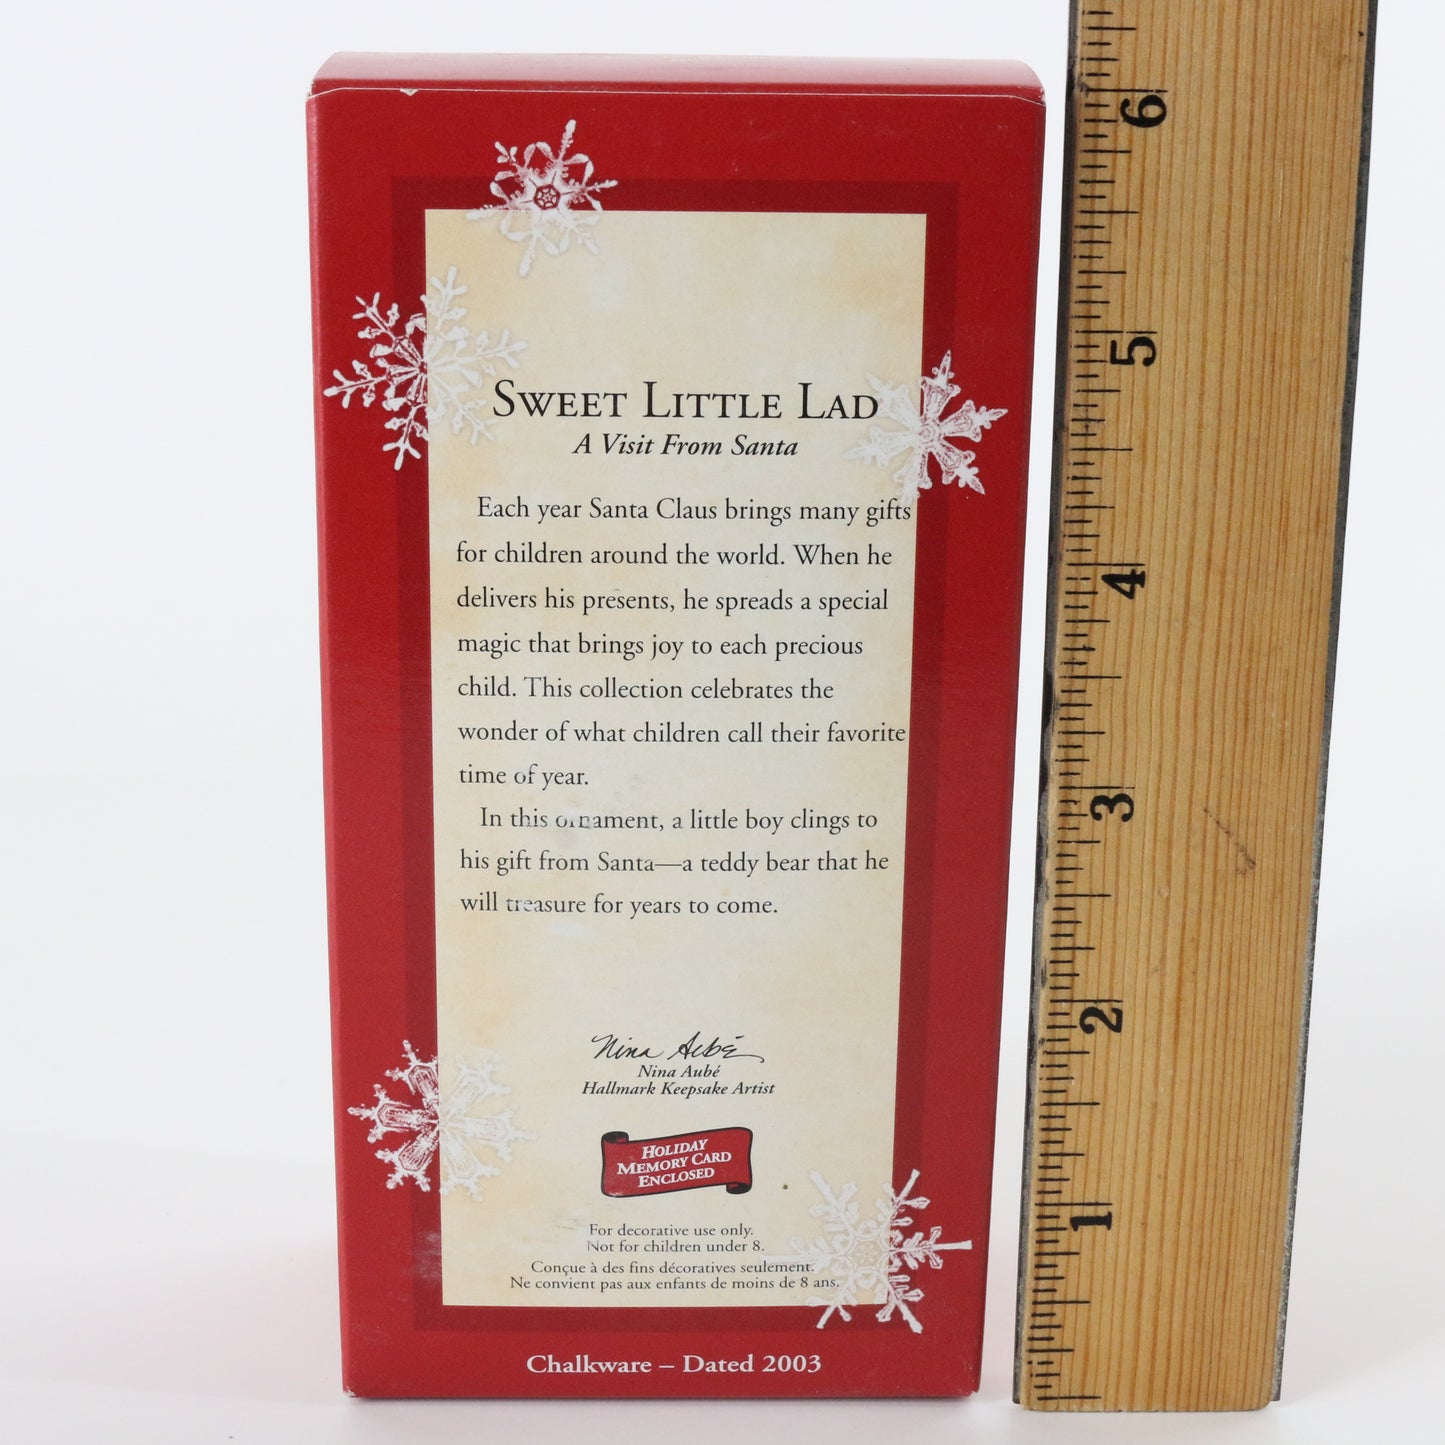 SWEET LITTLE LAD
A Visit From Santa
Each year Santa Claus brings many gifts
for children around the world. When he
delivers his presents, he spreads a special
magic that brings joy to each precious
child. This collection celebrates the
wonder of what children call their favorite
time of year.
In this ornament, a little boy clings to
his gift from Santa—a teddy bear that he
will treasure for years to come.
Nina Aubé
Nina Aubé
Hallmark Keepsake Artist
HOLIDAY
MEMORY CARD
ENCLOSED
For decorative use only.
Not for children under 8.
Conçue à des fins décoratives seulement.
Ne convient pas aux enfants de moins de 8 ans.
Chalkware – Dated 2003
6
5
4
3
2
1